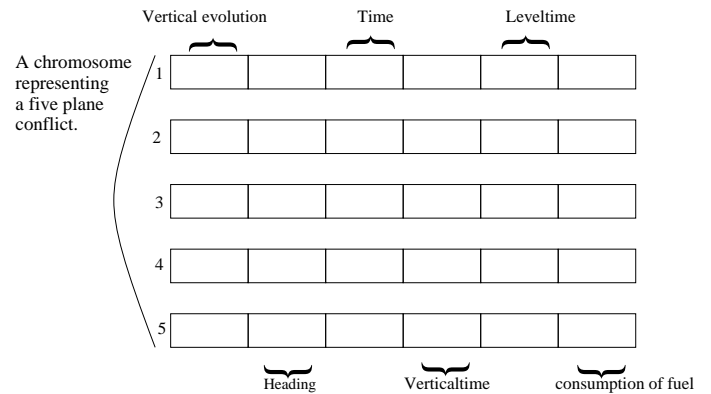 Vertical evolution
Time
Leveltime
A chromosome
representing
a five plane
conflict.
1
2
3
4
5
Heading
Verticaltime
consumption of fuel